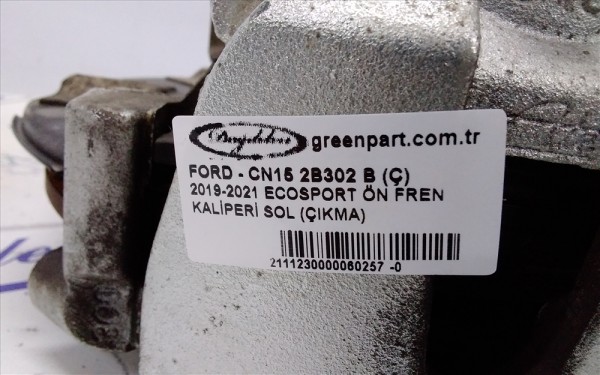 greenpart.com.tr
FORD - CN15 2B302 B (Ç)
2019-2021 ECOSPORT ÖN FREN
KALİPERİ SOL (ÇIKMA)
2111230000060257 -0